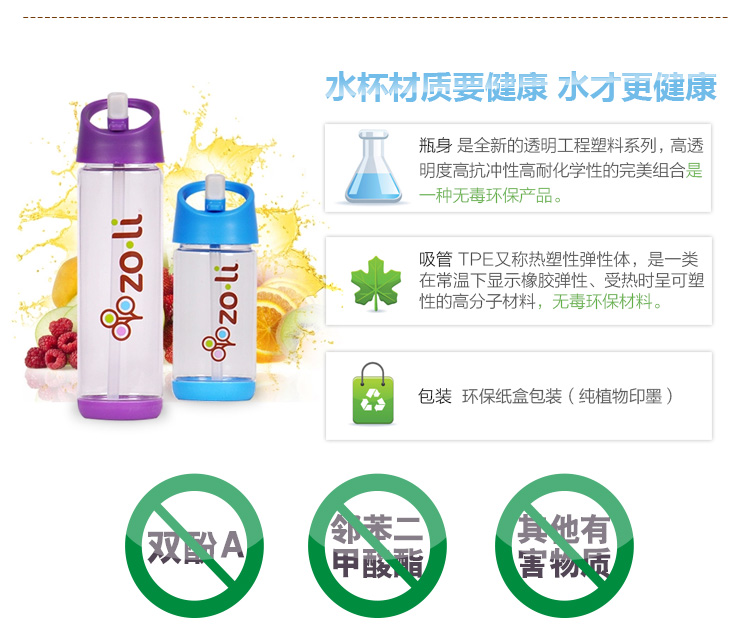 水杯材质要健康 水才更健康
瓶身 是全新的透明工程塑料系列，高透
明度高抗冲性高耐化学性的完美组合是
一种无毒环保产品。
吸管 TPE又称热塑性弹性体，是一类
在常温下显示橡胶弹性、受热时呈可塑
性的高分子材料，无毒环保材料。
包装 环保纸盒包装（纯植物印墨）
zo·li
zo·li
双酚A
邻苯二
甲酸酯
其他有
害物质